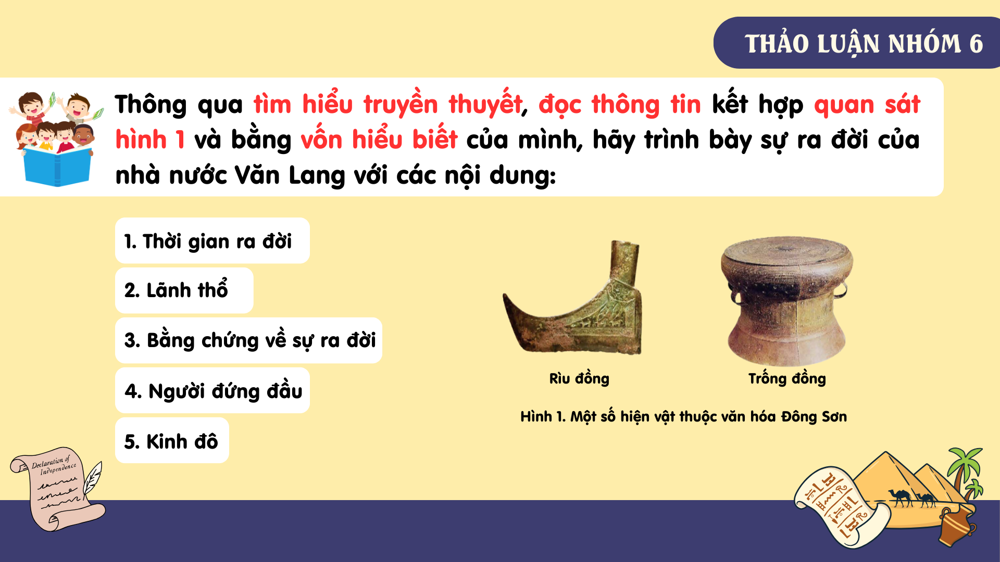 THẢO LUẬN NHÓM 6
Thông qua tìm hiểu truyền thuyết, đọc thông tin kết hợp quan sát
hình 1 và bằng vốn hiểu biết của mình, hãy trình bày sự ra đời của
nhà nước Văn Lang với các nội dung:
1. Thời gian ra đời
2. Lãnh thổ
3. Bằng chứng về sự ra đời
4. Người đứng đầu
5. Kinh đô
Rìu đồng
Trống đồng
Hình 1. Một số hiện vật thuộc văn hóa Đông Sơn
Declaration of
Independence